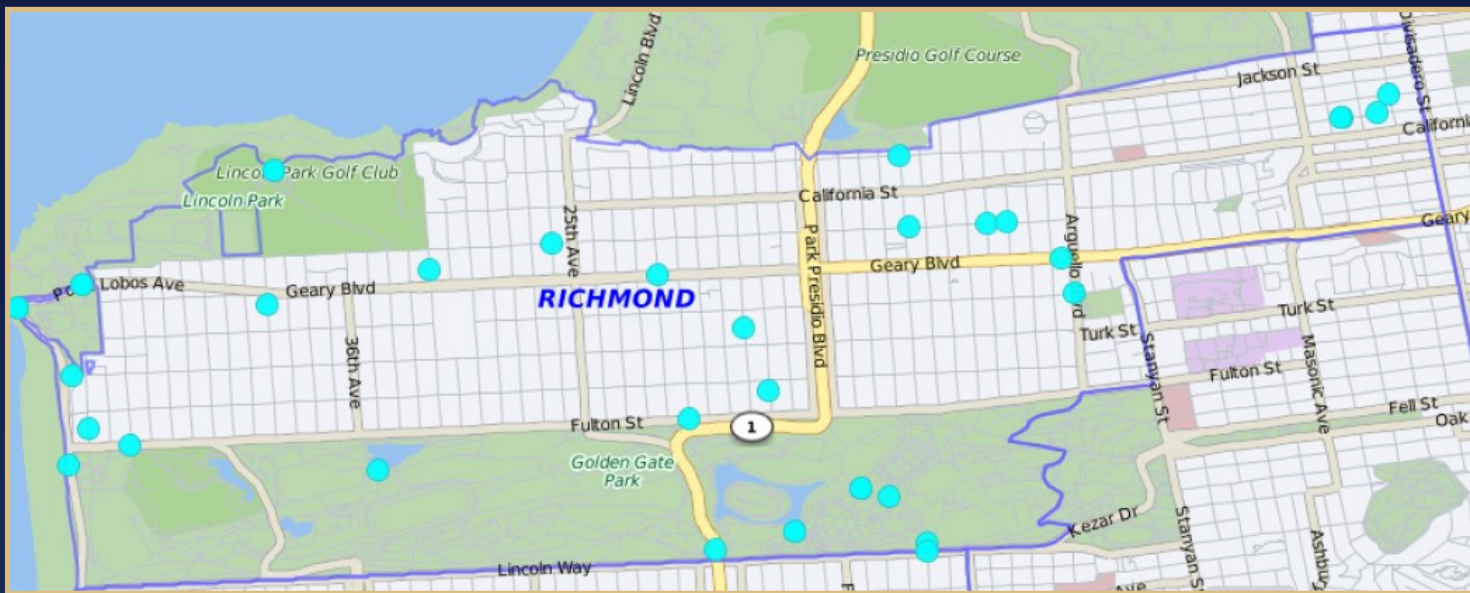 Lincoln Blvd
Presidio Golf Course
Divisadero St
Jackson St
California
Lincoln Park Golf Club
Lincoln Park
California St
25th Ave
Park Presidio Blvd
Arguello
rd
Geary
Geary Blvd
Lobos Ave
Geary Blvd
RICHMOND
Turk St
Turk St
36th Ave
Stanyan St
Masonic Ave
Fulton St
Fulton St
1
Fell St
Oak
Golden Gate
Park
Kezar Dr
Stanyan S
Ashbu
Lincoln Way
F
Ave